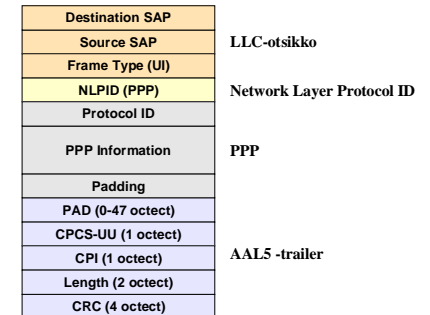 Destination SAP
Source SAP LLC-otsikko
Frame Type (UI)
NLPID (PPP) Network Layer Protocol ID
Protocol ID
PPP Information PPP
Padding
PAD (0-47 octect)
CPCS-UU (1 octect)
CPI (1 octect) AAL5 -trailer
Length (2 octect)
CRC (4 octect)